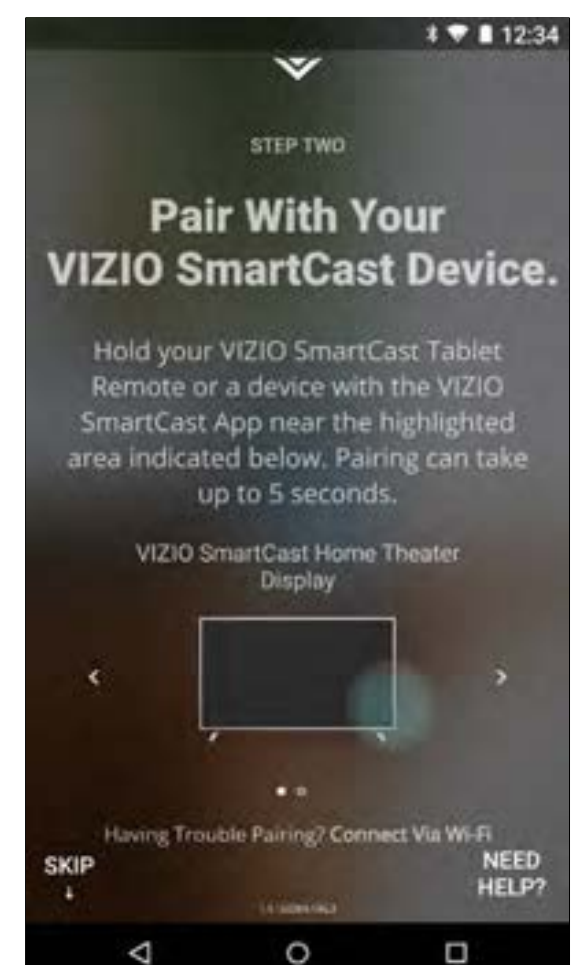 12:34
STEP TWO
Pair With Your
VIZIO SmartCast Device.
Hold your VIZIO SmartCast Tablet
Remote or a device with the VIZIO
SmartCast App near the highlighted
area indicated below. Pairing can take
up to 5 seconds.
VIZIO SmartCast Home Theater
Display
Having Trouble Pairing? Connect Via Wi-Fi
SKIP
NEED
HELP?